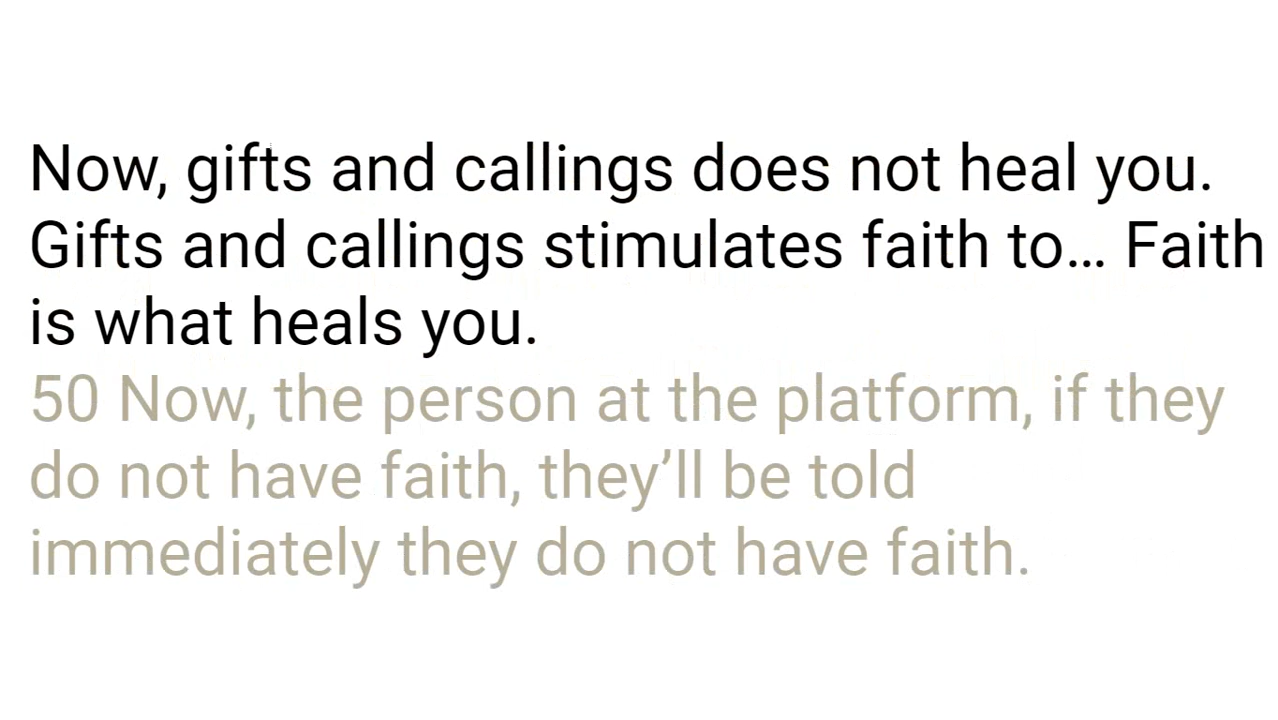 Now, gifts and callings does not heal you.
Gifts and callings stimulates faith to… Faith
is what heals you.
50 Now, the person at the platform, if they
do not have faith, they’ll be told
immediately they do not have faith.